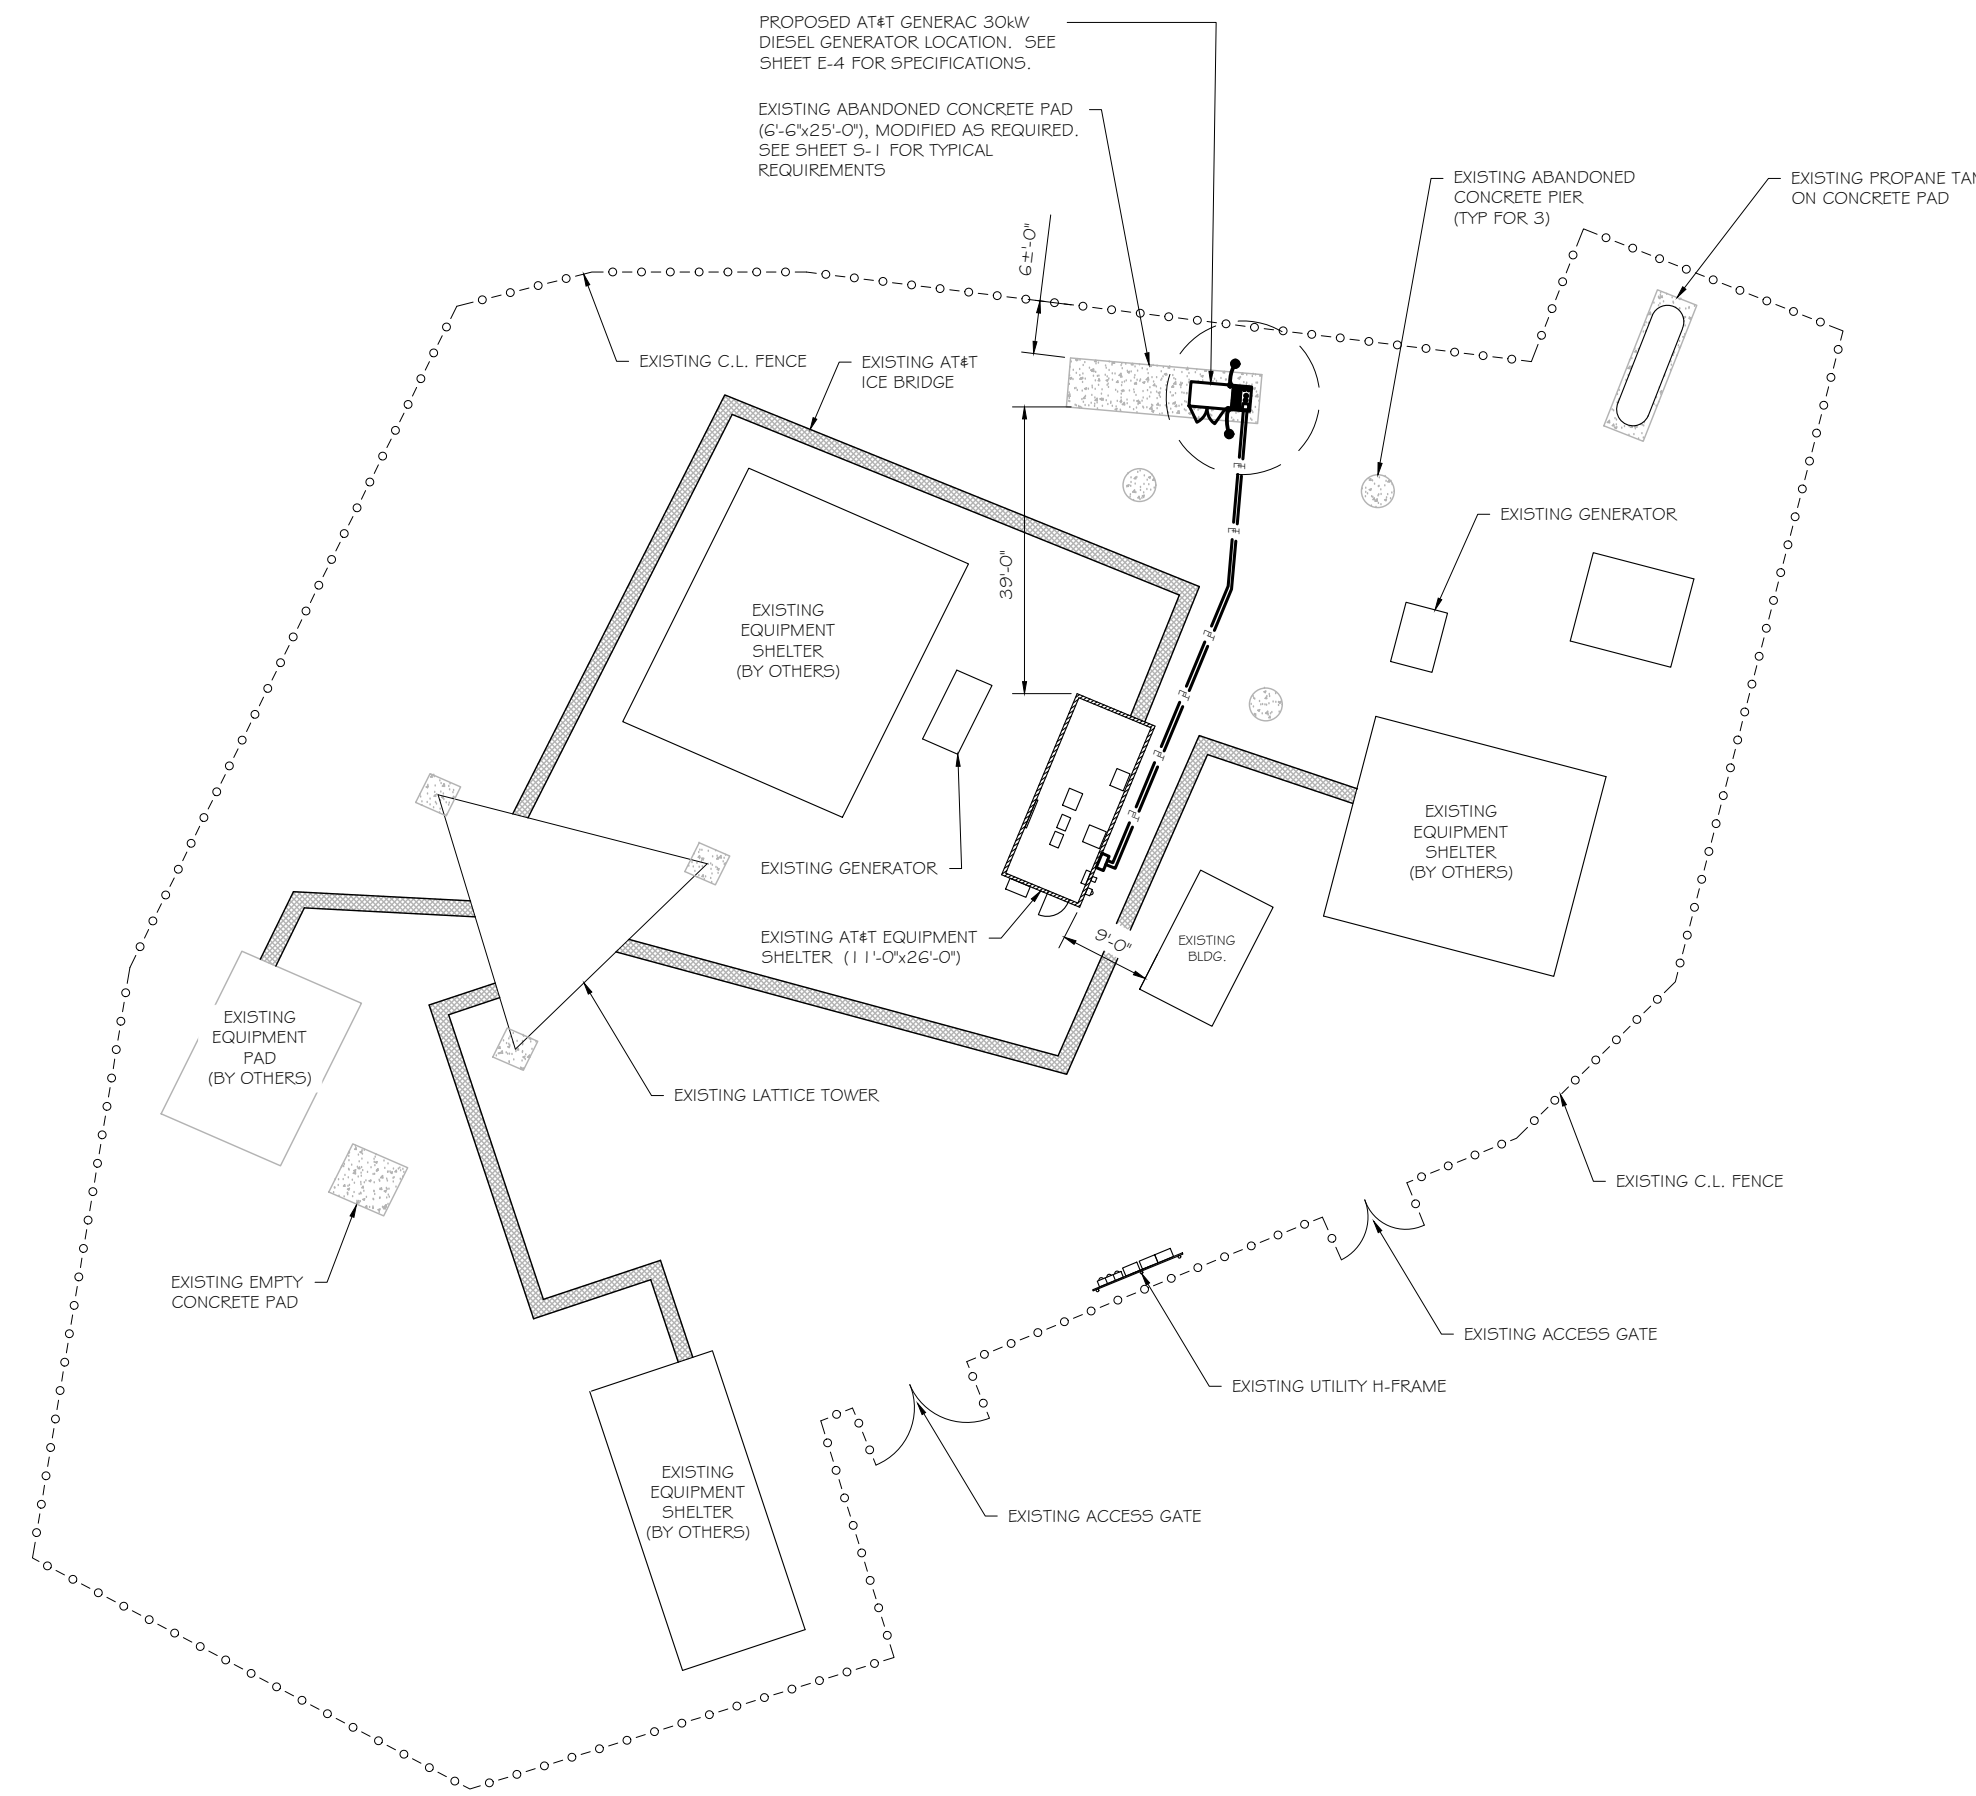 PROPOSED AT&T GENERAC 30kW
DIESEL GENERATOR LOCATION. SEE
SHEET E-4 FOR SPECIFICATIONS.
EXISTING ABANDONED CONCRETE PAD
(6'-6"x25'-0"), MODIFIED AS REQUIRED.
SEE SHEET S-1 FOR TYPICAL
REQUIREMENTS
EXISTING ABANDONED
CONCRETE PIER
(TYP FOR 3)
EXISTING PROPANE
ON CONCRETE PAD
6±'-0"
EXISTING C.L. FENCE
EXISTING AT&T
ICE BRIDGE
EXISTING GENERATOR
39'-0"
EXISTING
EQUIPMENT
SHELTER
(BY OTHERS)
EXISTING
EQUIPMENT
SHELTER
(BY OTHERS)
EXISTING GENERATOR
EXISTING AT&T EQUIPMENT
SHELTER (11'-0"x26'-0")
9'-0"
EXISTING
BLDG.
EXISTING
EQUIPMENT
PAD
(BY OTHERS)
EXISTING LATTICE TOWER
EXISTING C.L. FENCE
EXISTING EMPTY
CONCRETE PAD
EXISTING ACCESS GATE
EXISTING UTILITY H-FRAME
EXISTING
EQUIPMENT
SHELTER
(BY OTHERS)
EXISTING ACCESS GATE